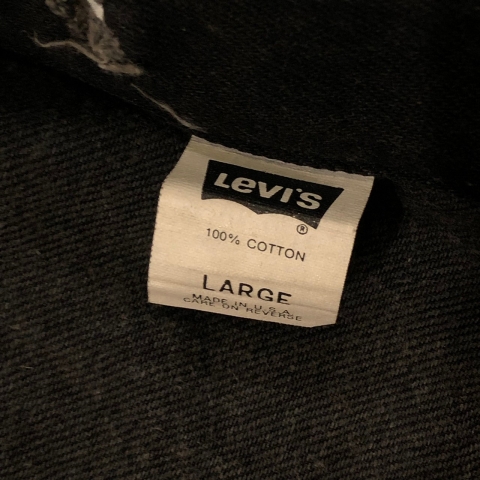 Levi's
®
100% COTTON
LARGE
MADE IN U.S.A.
CARE ON REVERSE